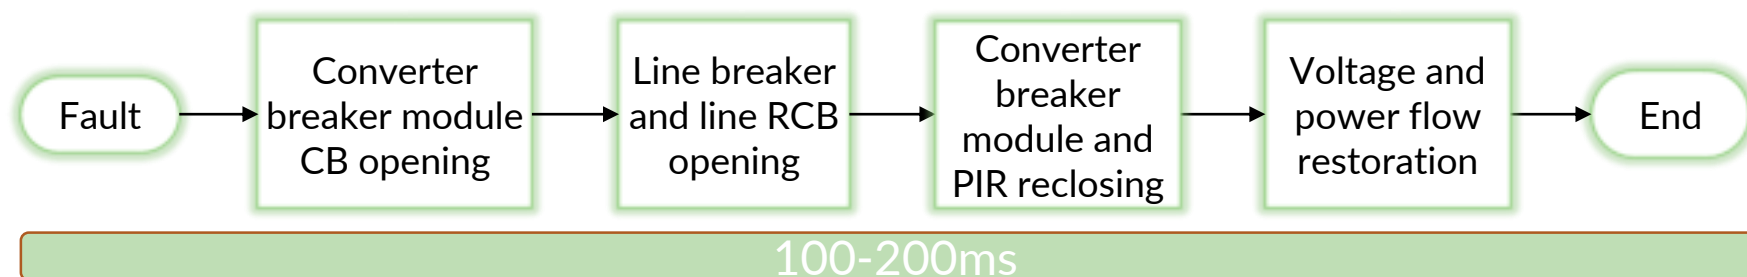 Fault
Converter
breaker module
CB opening
Line breaker
and line RCB
opening
Converter
breaker
module and
PIR reclosing
Voltage and
power flow
restoration
End
100-200ms